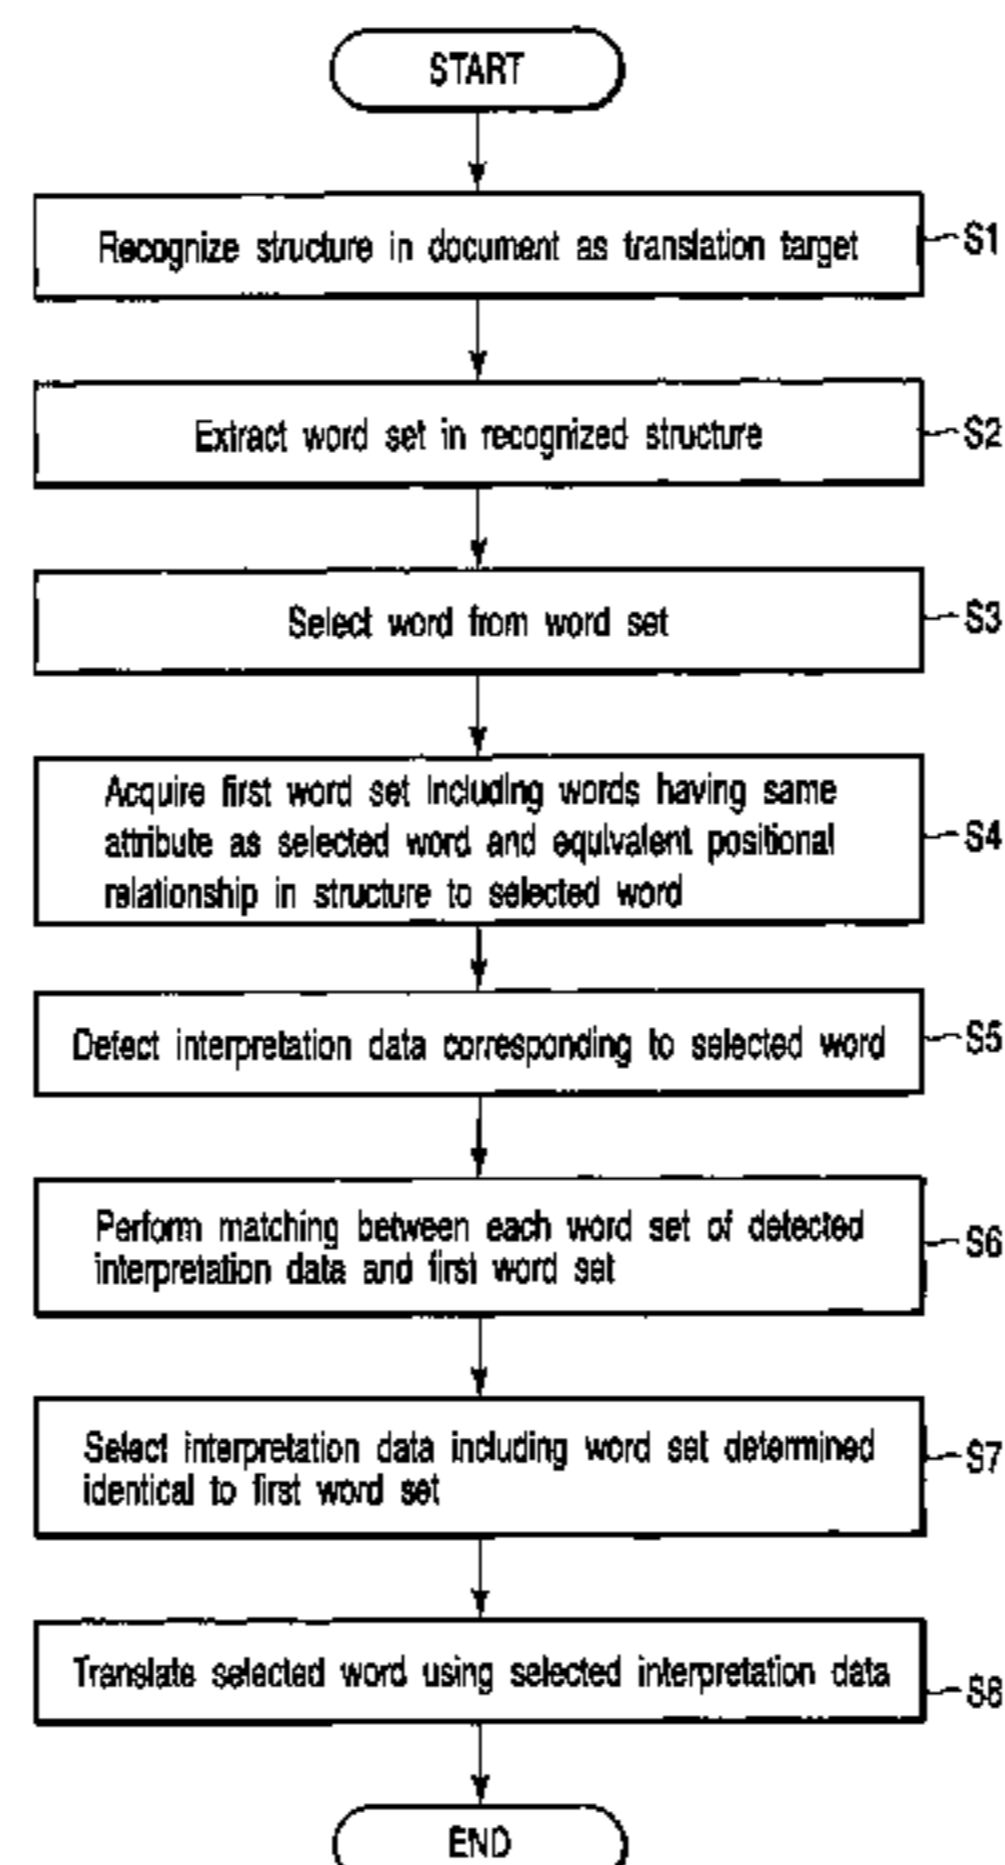 START
Recognize structure in document as translation target
S1
Extract word set in recognized structure
S2
Select word from word set
S3
Acquire first word set including words having same
attribute as selected word and equivalent positional
relationship in structure to selected word
S4
Detect interpretation data corresponding to selected word
S5
Perform matching between each word set of detected
interpretation data and first word set
S6
Select interpretation data including word set determined
identical to first word set
S7
Translate selected word using selected interpretation data
S8
END